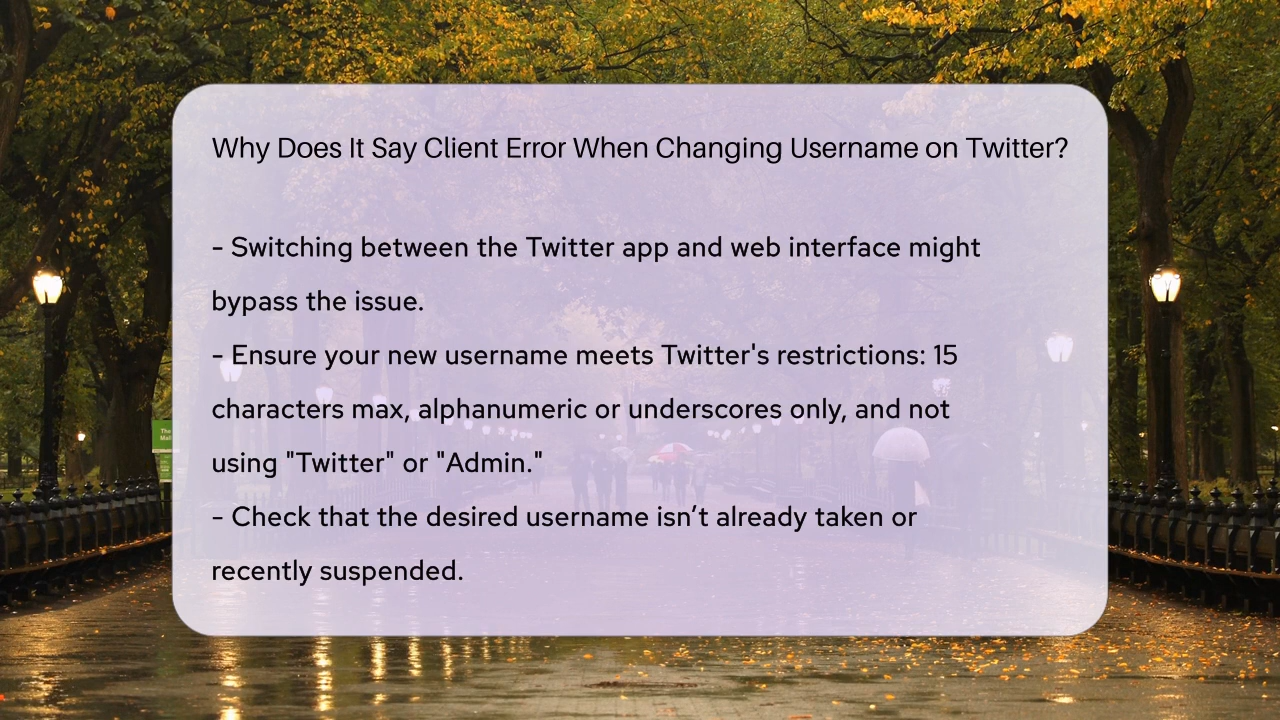 Why Does It Say Client Error When Changing Username on Twitter?
- Switching between the Twitter app and web interface might
bypass the issue.
- Ensure your new username meets Twitter's restrictions: 15
characters max, alphanumeric or underscores only, and not
using "Twitter" or "Admin."
- Check that the desired username isn’t already taken or
recently suspended.
The
Mall